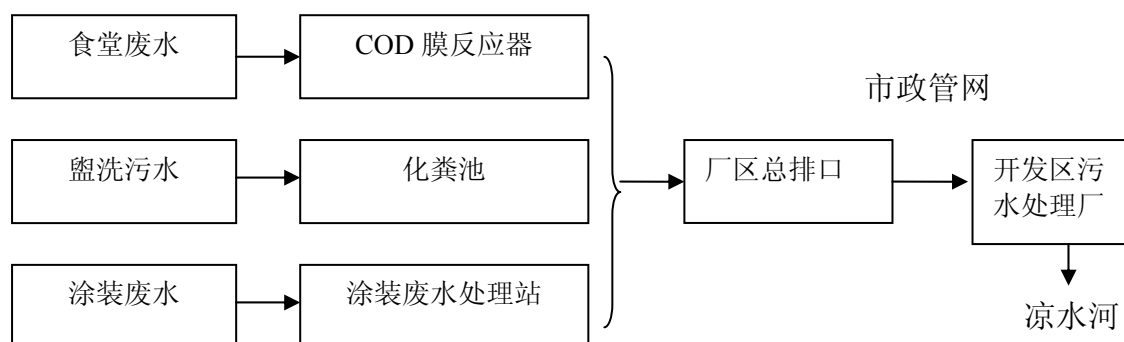 食堂废水
COD 膜反应器
市政管网
盥洗污水
化粪池
厂区总排口
开发区污
水处理厂
涂装废水
涂装废水处理站
凉水河